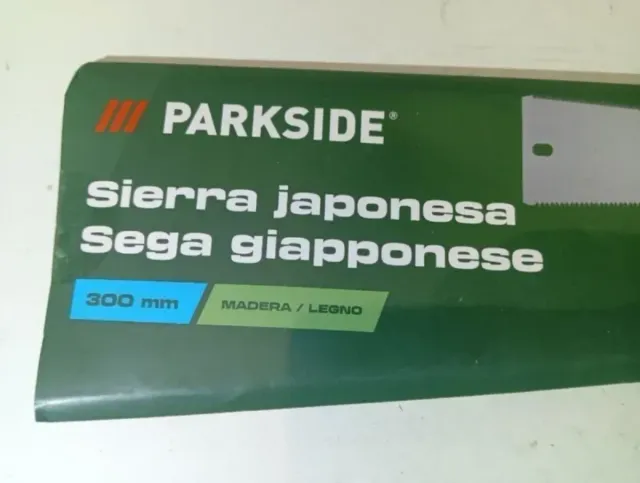 PARKSIDE®
Sierra japonesa
Sega giapponese
300 mm
MADERA / LEGNO